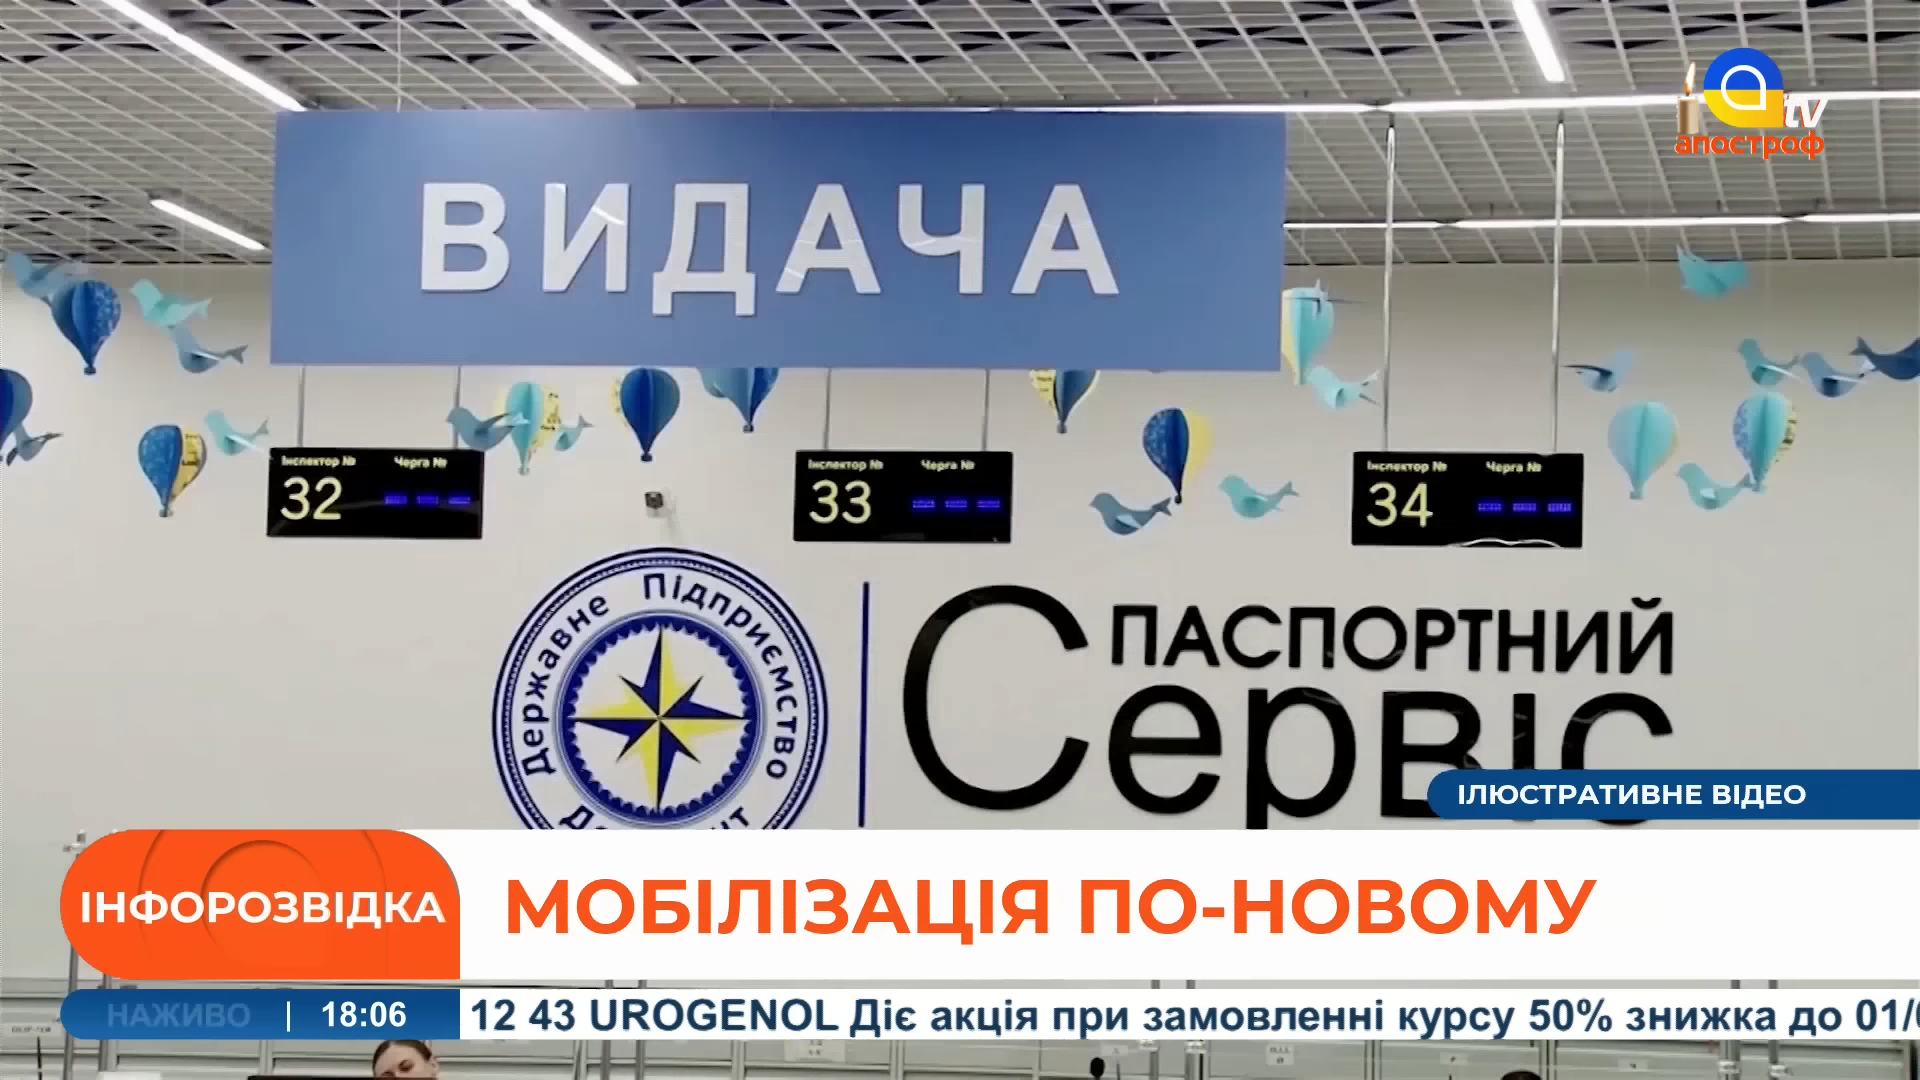 tv
апостроф
ВИДАЧА
Інспектор № Черга №
32
Інспектор № Черга №
33
Інспектор № Черга №
34
Державне Підприємство
ПАСПОРТНИЙ
Сервіс
ІЛЮСТРАТИВНЕ ВІДЕО
ІНФОРОЗВІДКА
МОБІЛІЗАЦІЯ ПО-НОВОМУ
НАЖИВО | 18:06
12 43 UROGENOL Діє акція при замовленні курсу 50% знижка до 01/